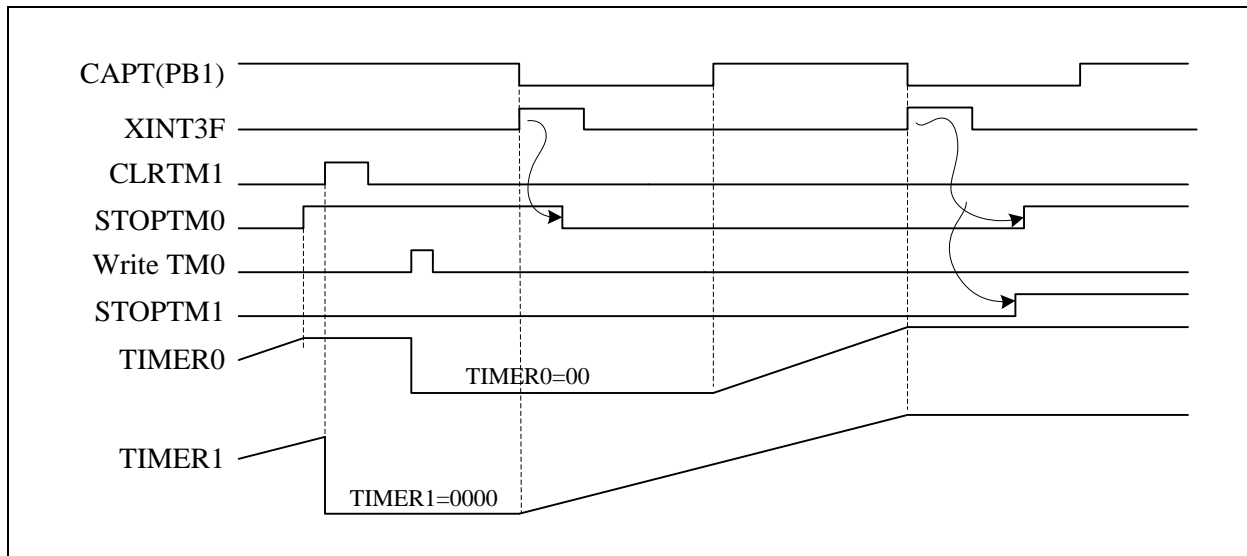 CAPT(PB1)
XINT3F
CLRTM1
STOPTM0
Write TM0
STOPTM1
TIMER0
TIMER0=00
TIMER1
TIMER1=0000